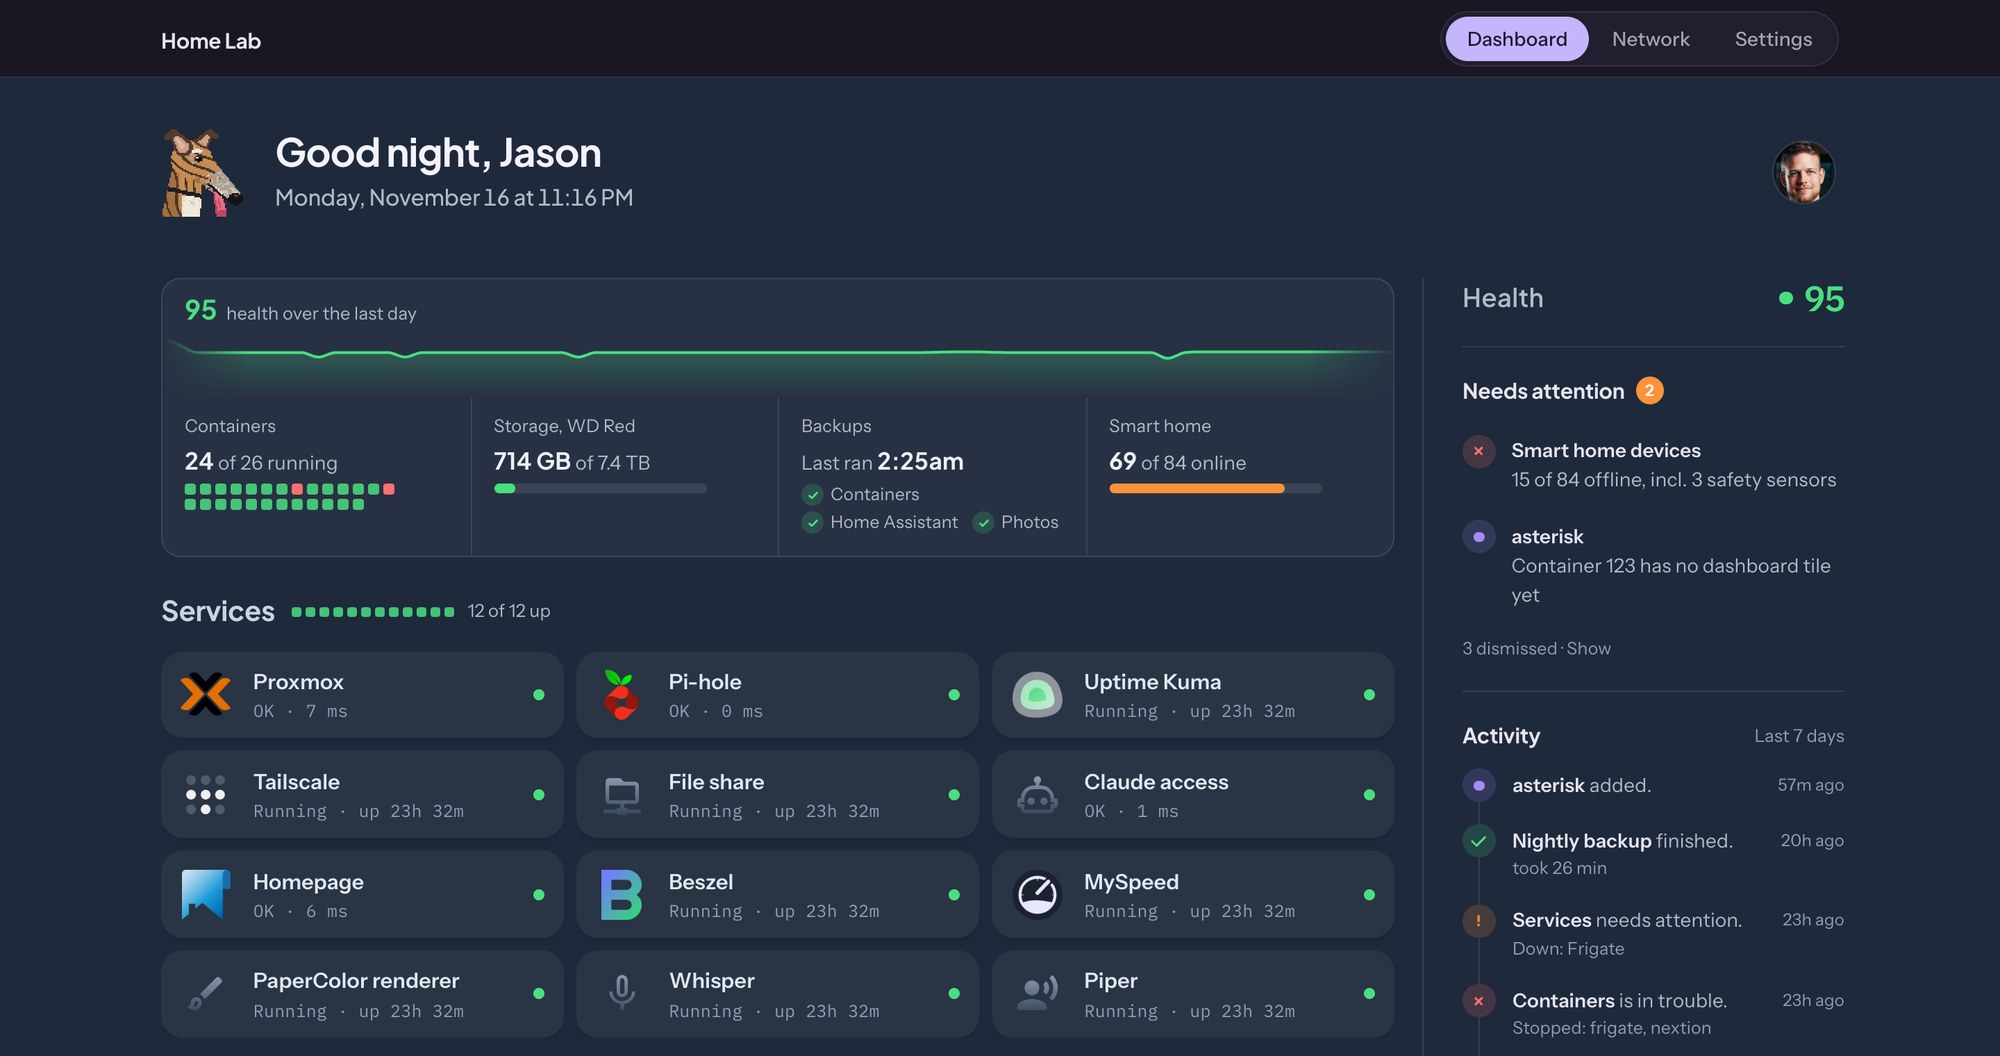 Home Lab
Dashboard
Network
Settings
Good night, Jason
Monday, November 16 at 11:16 PM
95 health over the last day
Containers
24 of 26 running
Storage, WD Red
714 GB of 7.4 TB
Backups
Last ran 2:25am
Containers
Home Assistant
Photos
Smart home
69 of 84 online
Services
12 of 12 up
Proxmox
OK · 7 ms
Pi-hole
OK · 0 ms
Uptime Kuma
Running · up 23h 32m
Tailscale
Running · up 23h 32m
File share
Running · up 23h 32m
Claude access
OK · 1 ms
Homepage
OK · 6 ms
B
Beszel
Running · up 23h 32m
MySpeed
Running · up 23h 32m
PaperColor renderer
Running · up 23h 32m
Whisper
Running · up 23h 32m
Piper
Running · up 23h 32m
Health
95
Needs attention 2
Smart home devices
15 of 84 offline, incl. 3 safety sensors
asterisk
Container 123 has no dashboard tile
yet
3 dismissed · Show
Activity
Last 7 days
asterisk added.
57m ago
Nightly backup finished.
20h ago
took 26 min
Services needs attention.
23h ago
Down: Frigate
Containers is in trouble.
23h ago
Stopped: frigate, nextion